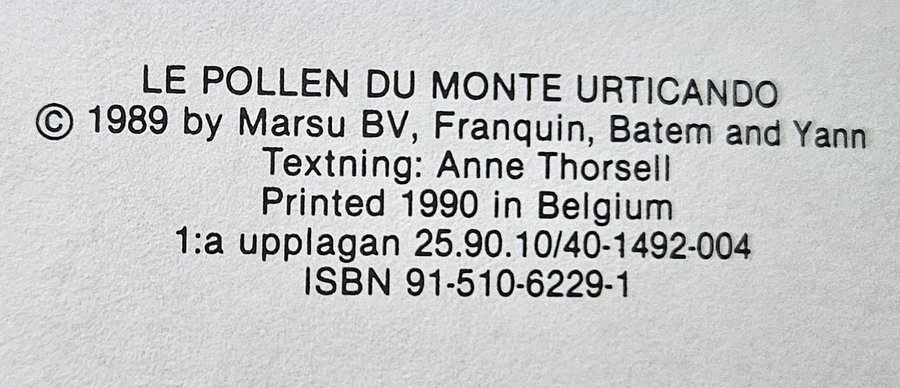 LE POLLEN DU MONTE URTICANDO
© 1989 by Marsu BV, Franquin, Batem and Yann
Textning: Anne Thorsell
Printed 1990 in Belgium
1:a upplagan 25.90.10/40-1492-004
ISBN 91-510-6229-1